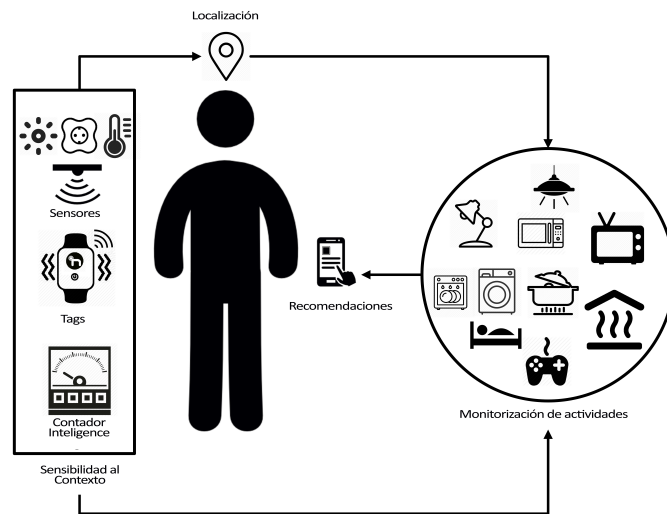 Localización
Sensores
Tags
Contador
Inteligence
Sensibilidad al
Contexto
Recomendaciones
Monitorización de actividades